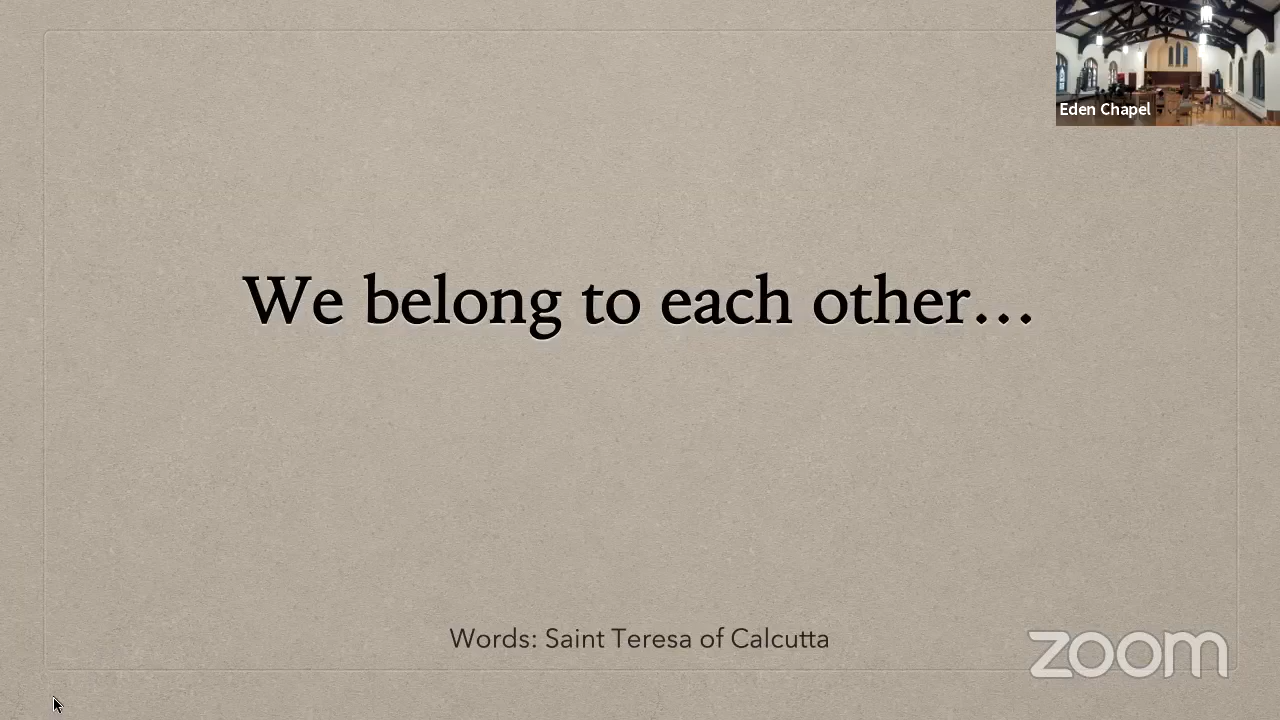 Eden Chapel
We belong to each other…
Words: Saint Teresa of Calcutta
zoom